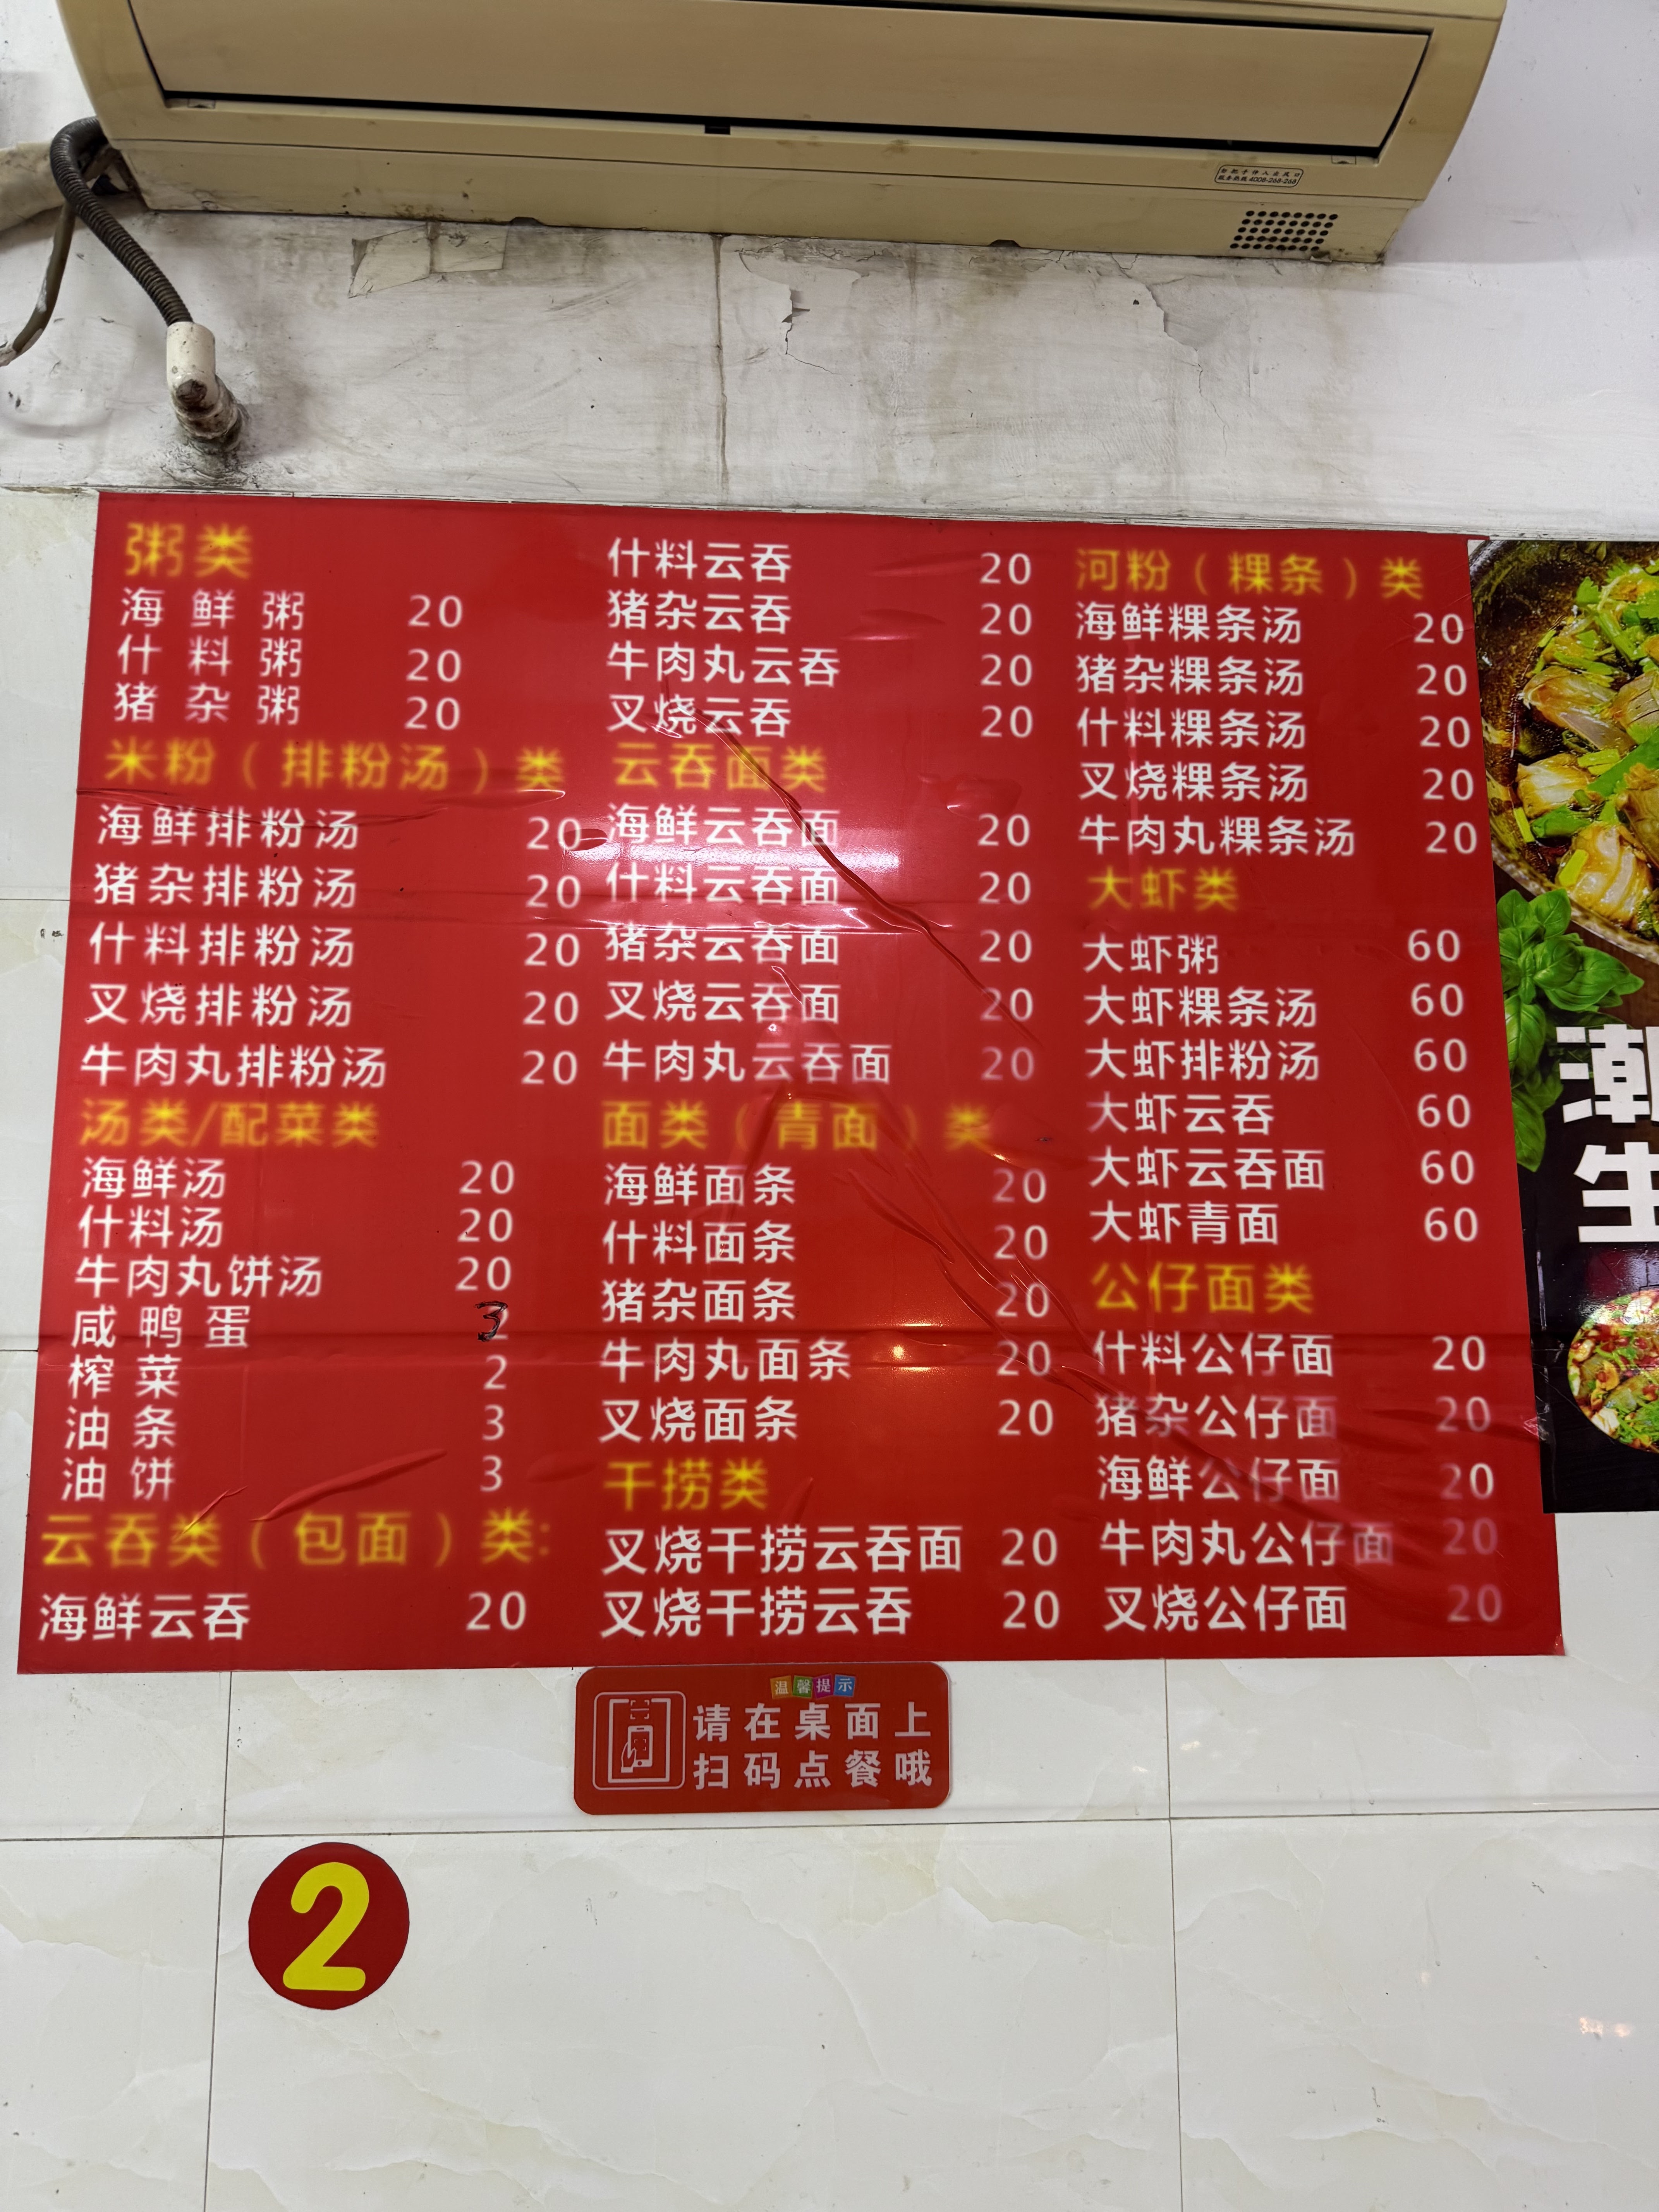 服务热线 4008-268-268
粥类
海鲜粥 20
什料粥 20
猪杂粥 20
米粉（排粉汤）类
海鲜排粉汤 20
猪杂排粉汤 20
什料排粉汤 20
叉烧排粉汤 20
牛肉丸排粉汤 20
汤类/配菜类
海鲜汤 20
什料汤 20
牛肉丸饼汤 20
咸鸭蛋 3
榨菜 2
油条 3
油饼 3
云吞类（包面）类:
海鲜云吞 20
什料云吞 20
猪杂云吞 20
牛肉丸云吞 20
叉烧云吞 20
云吞面类
海鲜云吞面 20
什料云吞面 20
猪杂云吞面 20
叉烧云吞面 20
牛肉丸云吞面 20
面类（青面）类
海鲜面条 20
什料面条 20
猪杂面条 20
牛肉丸面条 20
叉烧面条 20
干捞类
叉烧干捞云吞面 20
叉烧干捞云吞 20
河粉（粿条）类
海鲜粿条汤 20
猪杂粿条汤 20
什料粿条汤 20
叉烧粿条汤 20
牛肉丸粿条汤 20
大虾类
大虾粥 60
大虾粿条汤 60
大虾排粉汤 60
大虾云吞 60
大虾云吞面 60
大虾青面 60
公仔面类
什料公仔面 20
猪杂公仔面 20
海鲜公仔面 20
牛肉丸公仔面 20
叉烧公仔面 20
潮
生
温馨提示
请在桌面上
扫码点餐哦
2